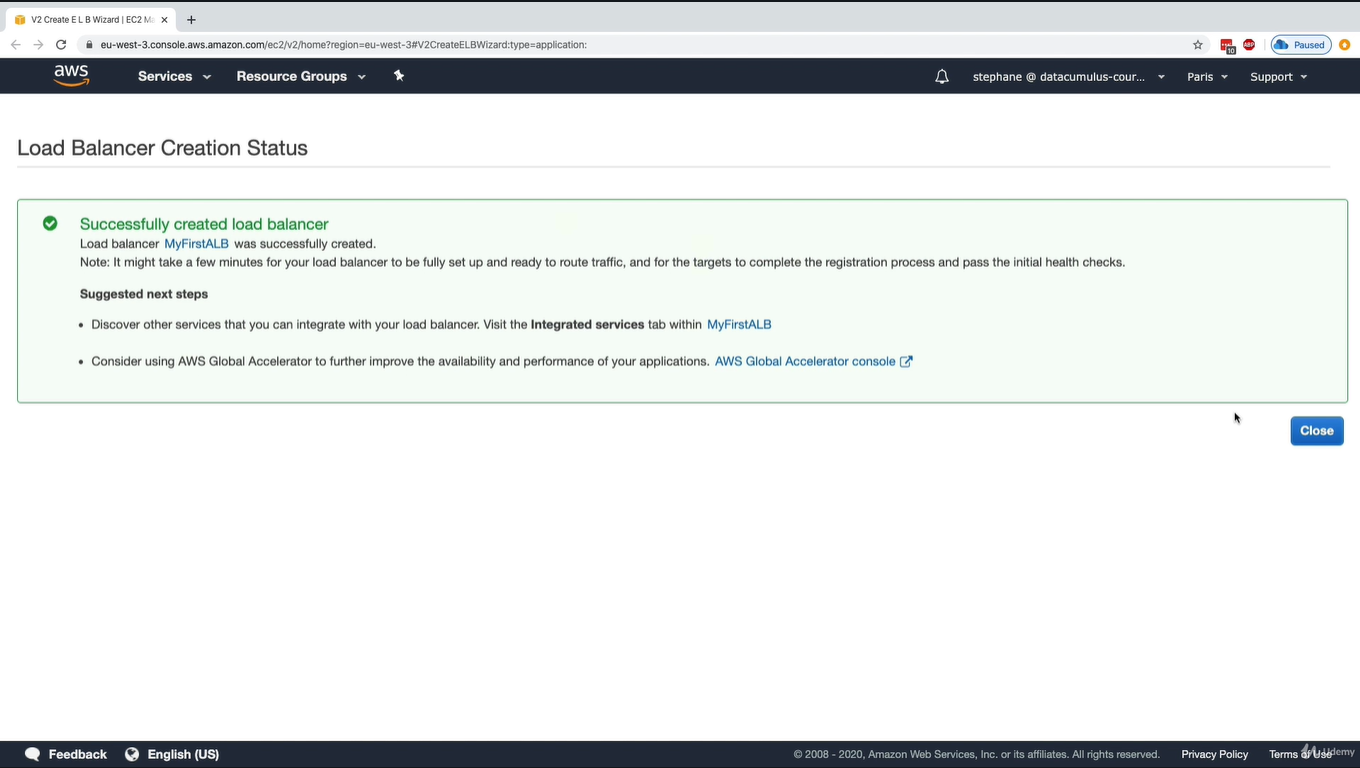 V2 Create E L B Wizard | EC2 Ma
eu-west-3.console.aws.amazon.com/ec2/v2/home?region=eu-west-3#V2CreateELBWizard:type=application:
10
ABP
Paused
aws
Services
Resource Groups
stephane @ datacumulus-cour...
Paris
Support
Load Balancer Creation Status
Successfully created load balancer
Load balancer MyFirstALB was successfully created.
Note: It might take a few minutes for your load balancer to be fully set up and ready to route traffic, and for the targets to complete the registration process and pass the initial health checks.
Suggested next steps
• Discover other services that you can integrate with your load balancer. Visit the Integrated services tab within MyFirstALB
• Consider using AWS Global Accelerator to further improve the availability and performance of your applications. AWS Global Accelerator console
Close
Feedback
English (US)
© 2008 - 2020, Amazon Web Services, Inc. or its affiliates. All rights reserved.
Privacy Policy
Terms of Use
Udemy